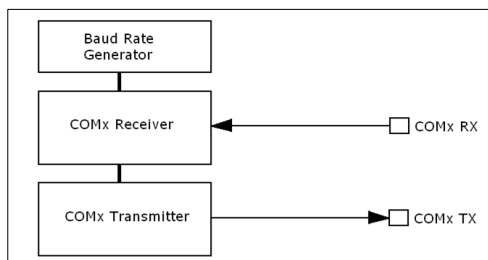 Baud Rate
Generator
COMx Receiver
COMx RX
COMx Transmitter
COMx TX